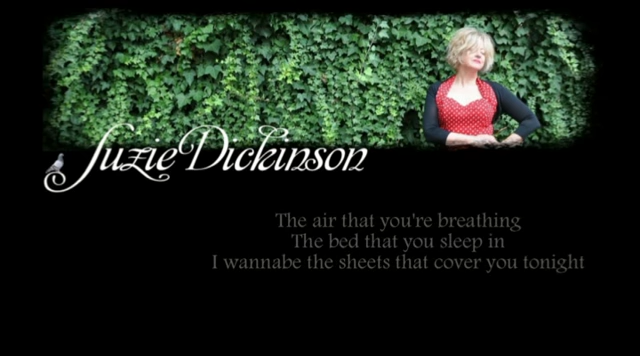 Suzie Dickinson
The air that you're breathing
The bed that you sleep in
I wannabe the sheets that cover you tonight